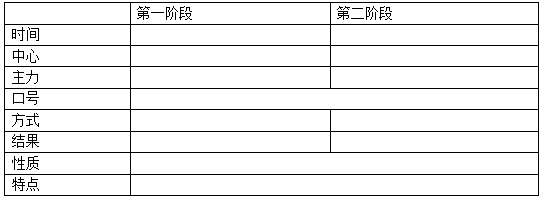 第一阶段 第二阶段
时间
中心
主力
口号
方式
结果
性质
特点